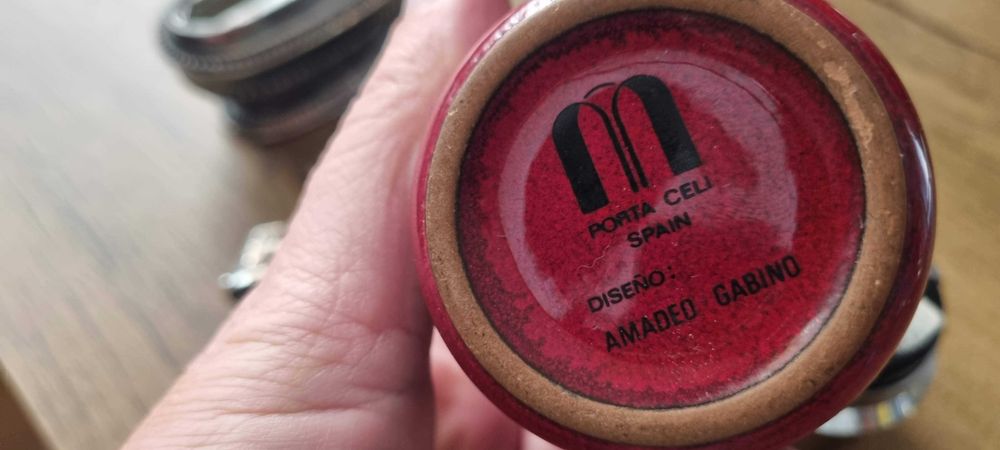 PORTA CELI
SPAIN
DISEÑO:
AMADEO GABINO